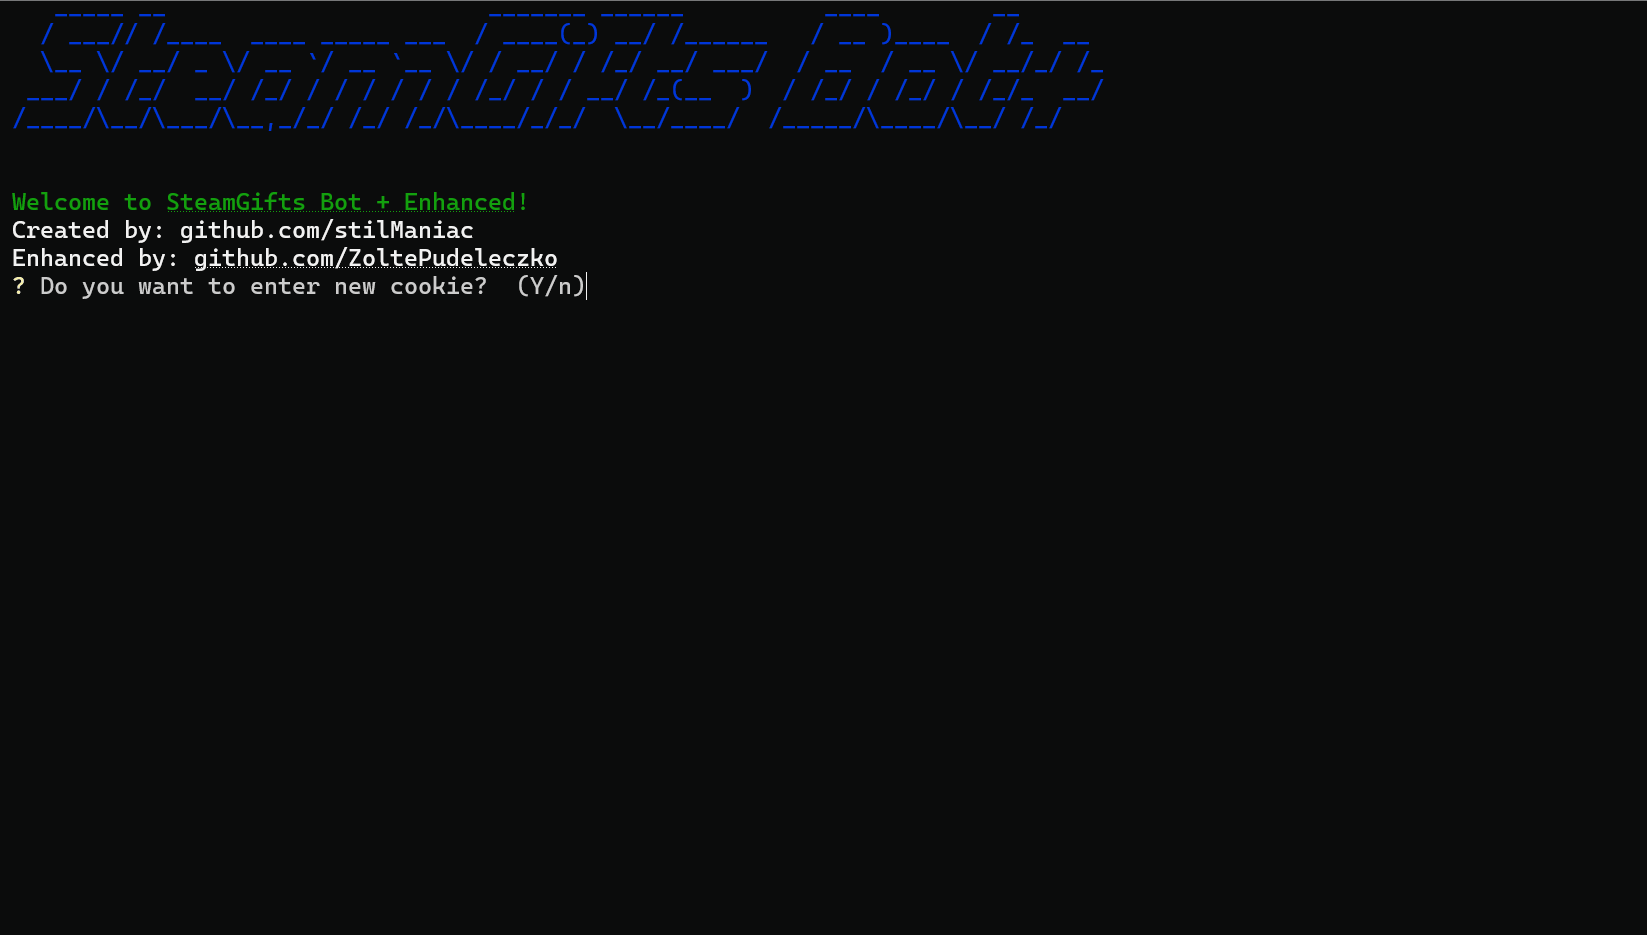 SteamGifts Bot+
Welcome to SteamGifts Bot + Enhanced!
Created by: github.com/stilManiac
Enhanced by: github.com/ZoltePudeleczko
? Do you want to enter new cookie?  (Y/n)